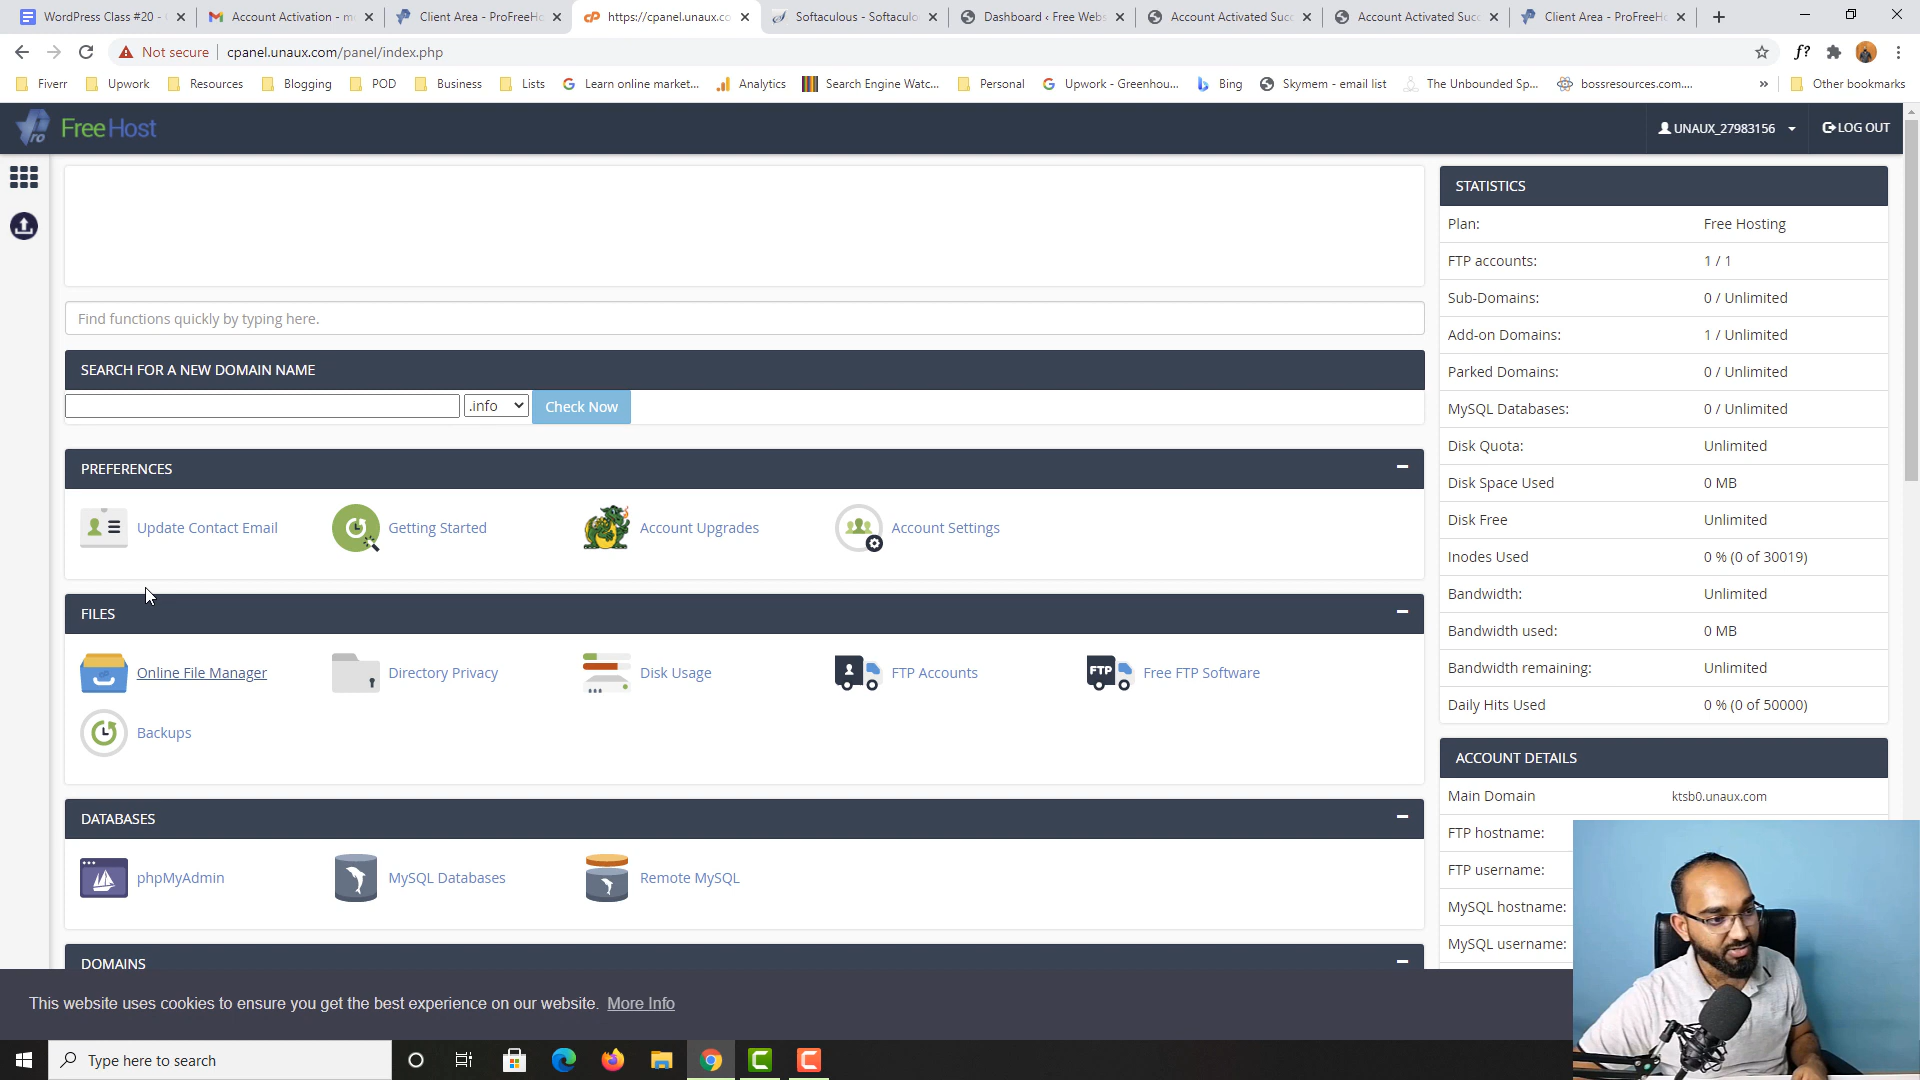 WordPress Class #20 -
Account Activation - m
Client Area - ProFreeHo
https://cpanel.unaux.co
Softaculous - Softaculo
Dashboard ‹ Free Webs
Account Activated Succ
Account Activated Succ
Client Area - ProFreeH
Not secure
cpanel.unaux.com/panel/index.php
f?
Fiverr
Upwork
Resources
Blogging
POD
Business
Lists
Learn online market...
Analytics
Search Engine Watc...
Personal
Upwork - Greenhou...
Bing
Skymem - email list
The Unbounded Sp...
bossresources.com....
»
Other bookmarks
ro FreeHost
UNAUX_27983156
LOG OUT
Find functions quickly by typing here.
SEARCH FOR A NEW DOMAIN NAME
.info
Check Now
PREFERENCES
Update Contact Email
Getting Started
Account Upgrades
Account Settings
FILES
Online File Manager
Directory Privacy
Disk Usage
FTP Accounts
FTP
Free FTP Software
Backups
DATABASES
phpMyAdmin
MySQL Databases
Remote MySQL
DOMAINS
STATISTICS
Plan: Free Hosting
FTP accounts: 1 / 1
Sub-Domains: 0 / Unlimited
Add-on Domains: 1 / Unlimited
Parked Domains: 0 / Unlimited
MySQL Databases: 0 / Unlimited
Disk Quota: Unlimited
Disk Space Used 0 MB
Disk Free Unlimited
Inodes Used 0 % (0 of 30019)
Bandwidth: Unlimited
Bandwidth used: 0 MB
Bandwidth remaining: Unlimited
Daily Hits Used 0 % (0 of 50000)
ACCOUNT DETAILS
Main Domain ktsb0.unaux.com
FTP hostname:
FTP username:
MySQL hostname:
MySQL username:
This website uses cookies to ensure you get the best experience on our website. More Info
Type here to search